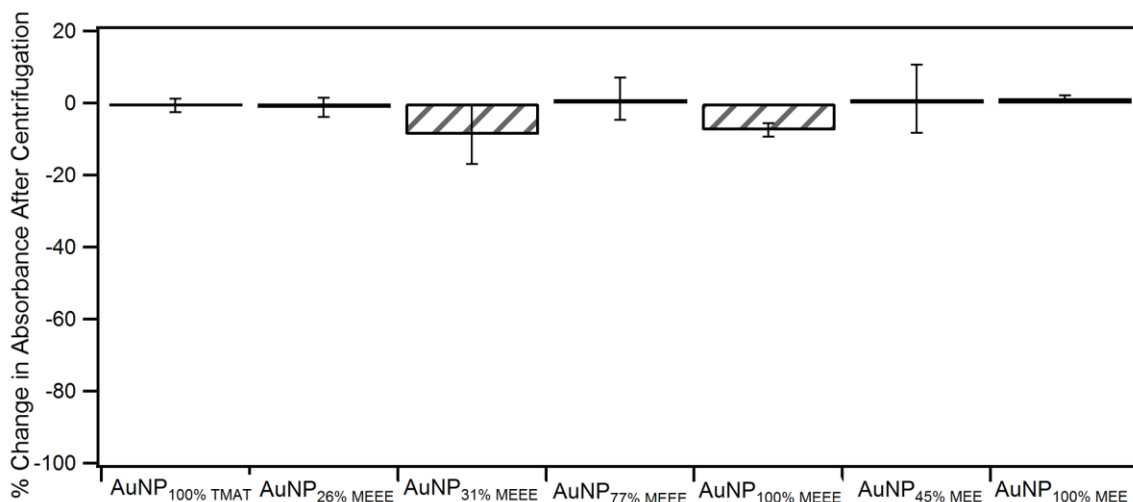 % Change in Absorbance After Centrifugation
20
0
-20
-40
-60
-80
-100
AuNP100% TMAT
AuNP26% MEEE
AuNP31% MEEE
AuNP77% MEEE
AuNP100% MEEE
AuNP45% MEE
AuNP100% MEE